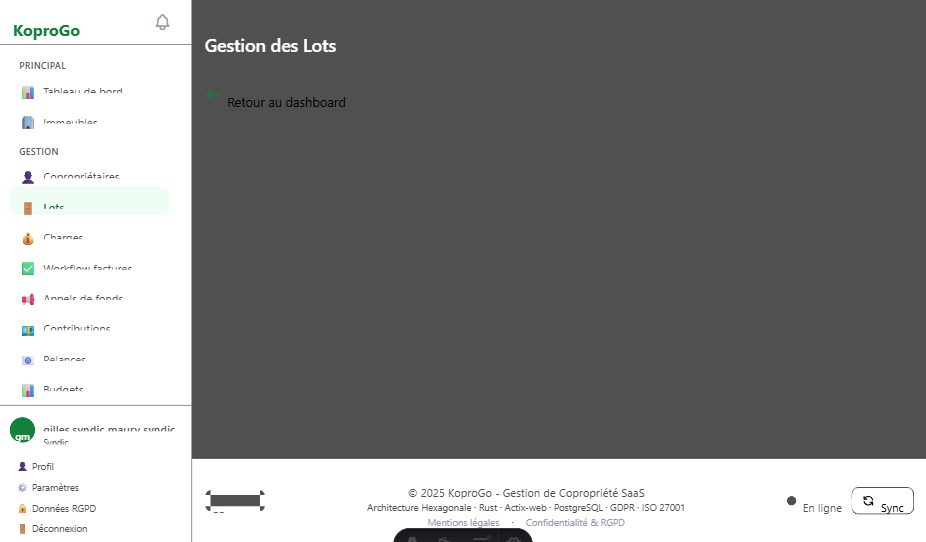 KoproGo
PRINCIPAL
Tableau de bord
Immeubles
GESTION
Copropriétaires
Lots
Charges
Workflow factures
Appels de fonds
Contributions
Relances
Budgets
gm
gilles syndic maury syndic
Syndic
Profil
Paramètres
Données RGPD
Déconnexion
Gestion des Lots
← Retour au dashboard
© 2025 KoproGo - Gestion de Copropriété SaaS
Architecture Hexagonale · Rust · Actix-web · PostgreSQL · GDPR · ISO 27001
Mentions légales · Confidentialité & RGPD
En ligne
Sync